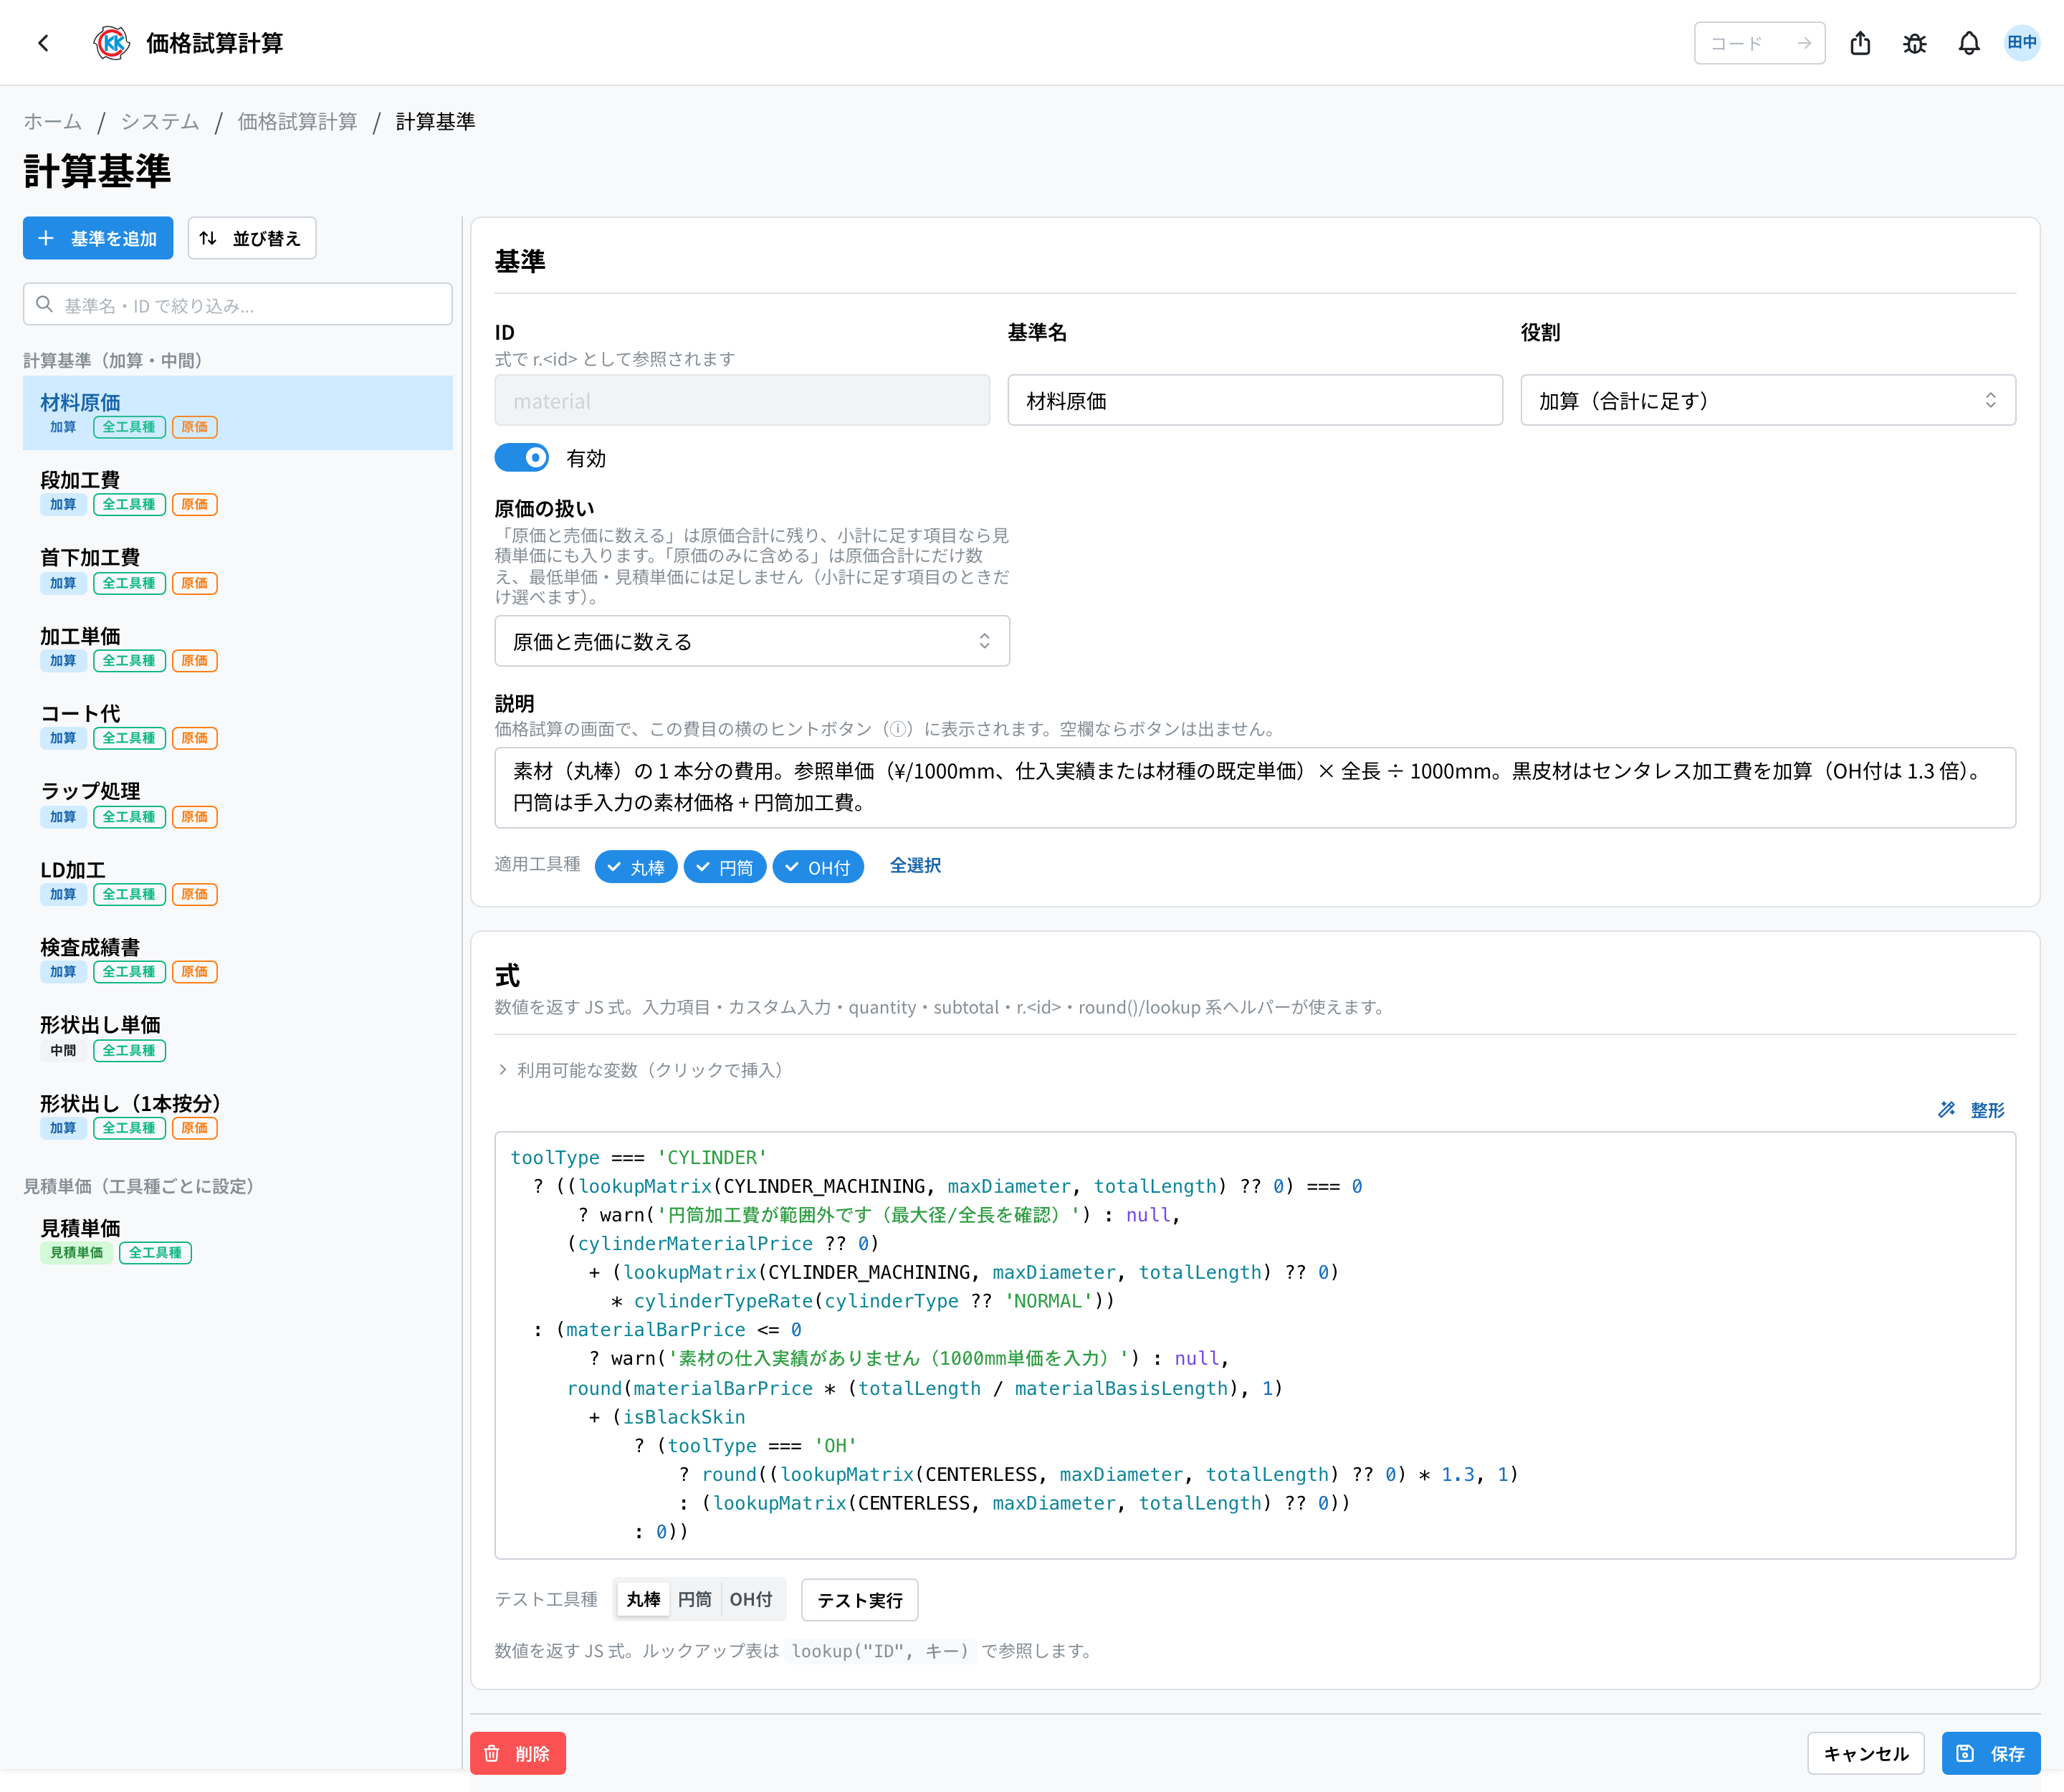 KK 価格試算計算
コード
田中
ホーム / システム / 価格試算計算 / 計算基準
計算基準
基準を追加
並び替え
基準名・ID で絞り込み...
計算基準（加算・中間）
材料原価
加算 全工具種 原価
段加工費
加算 全工具種 原価
首下加工費
加算 全工具種 原価
加工単価
加算 全工具種 原価
コート代
加算 全工具種 原価
ラップ処理
加算 全工具種 原価
LD加工
加算 全工具種 原価
検査成績書
加算 全工具種 原価
形状出し単価
中間 全工具種
形状出し（1本按分）
加算 全工具種 原価
見積単価（工具種ごとに設定）
見積単価
見積単価 全工具種
基準
ID
式で r.<id> として参照されます
material
基準名
材料原価
役割
加算（合計に足す）
有効
原価の扱い
「原価と売価に数える」は原価合計に残り、小計に足す項目なら見
積単価にも入ります。「原価のみに含める」は原価合計にだけ数
え、最低単価・見積単価には足しません（小計に足す項目のときだ
け選べます）。
原価と売価に数える
説明
価格試算の画面で、この費目の横のヒントボタン（ⓘ）に表示されます。空欄ならボタンは出ません。
素材（丸棒）の 1 本分の費用。参照単価（¥/1000mm、仕入実績または材種の既定単価）× 全長 ÷ 1000mm。黒皮材はセンタレス加工費を加算（OH付は 1.3 倍）。
円筒は手入力の素材価格 + 円筒加工費。
適用工具種 丸棒 円筒 OH付 全選択
式
数値を返す JS 式。入力項目・カスタム入力・quantity・subtotal・r.<id>・round()/lookup 系ヘルパーが使えます。
利用可能な変数（クリックで挿入）
整形
toolType === 'CYLINDER'
  ? ((lookupMatrix(CYLINDER_MACHINING, maxDiameter, totalLength) ?? 0) === 0
      ? warn('円筒加工費が範囲外です（最大径/全長を確認）') : null,
     (cylinderMaterialPrice ?? 0)
       + (lookupMatrix(CYLINDER_MACHINING, maxDiameter, totalLength) ?? 0)
         * cylinderTypeRate(cylinderType ?? 'NORMAL'))
  : (materialBarPrice <= 0
       ? warn('素材の仕入実績がありません（1000mm単価を入力）') : null,
     round(materialBarPrice * (totalLength / materialBasisLength), 1)
       + (isBlackSkin
           ? (toolType === 'OH'
               ? round((lookupMatrix(CENTERLESS, maxDiameter, totalLength) ?? 0) * 1.3, 1)
               : (lookupMatrix(CENTERLESS, maxDiameter, totalLength) ?? 0))
           : 0))
テスト工具種 丸棒 円筒 OH付 テスト実行
数値を返す JS 式。ルックアップ表は lookup("ID", キー) で参照します。
削除
キャンセル
保存